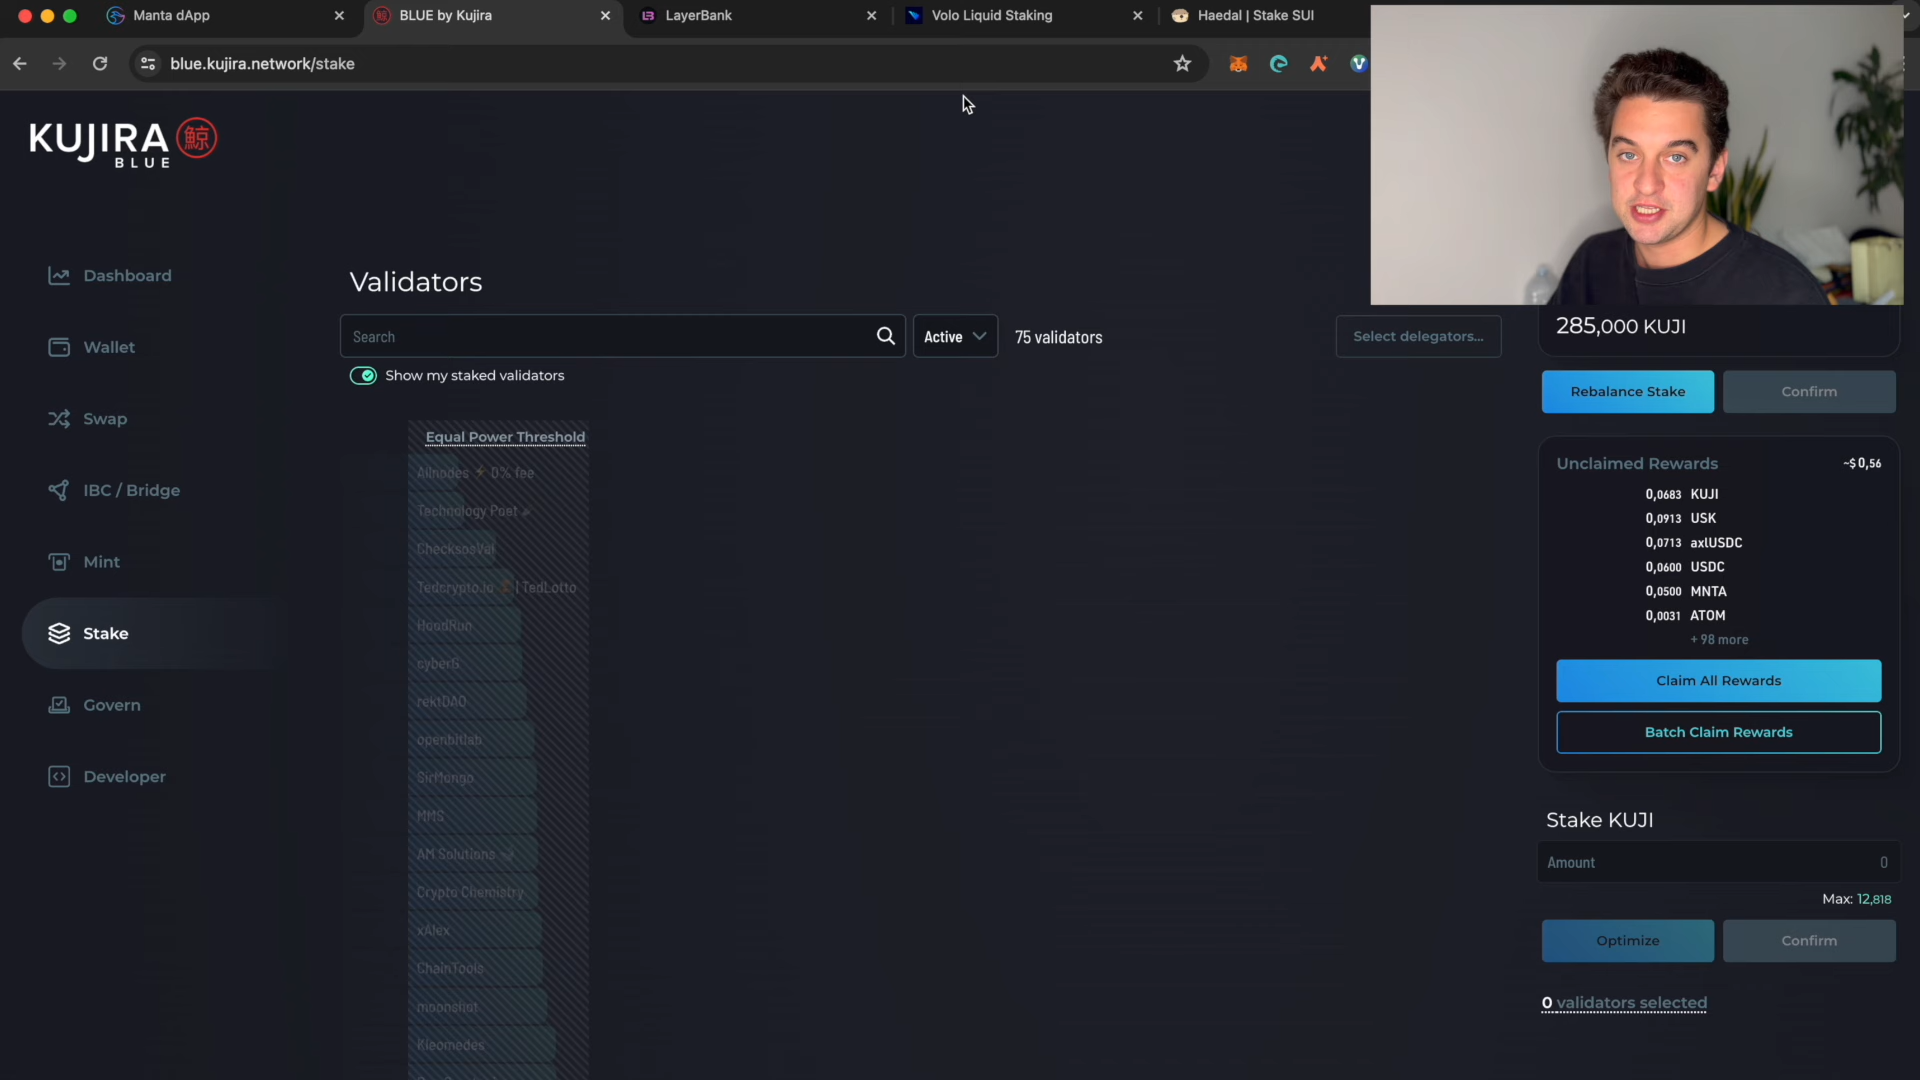 Manta dApp
BLUE by Kujira
LayerBank
Volo Liquid Staking
Haedal | Stake SUI
blue.kujira.network/stake
KUJIRA 鯨
BLUE
Dashboard
Wallet
Swap
IBC / Bridge
Mint
Stake
Govern
Developer
Validators
Search
Active
75 validators
Select delegators...
Show my staked validators
Equal Power Threshold
Allnodes ⚡ 0% fee
Technology Poet
ChecksosVal
Tedcrypto.io | TedLotto
HoodRun
cyberG
rektDAO
openbitlab
SirMongo
MMS
AM Solutions
Crypto Chemistry
xAlex
ChainTools
moonshot
Kleomedes
285,000 KUJI
Rebalance Stake
Confirm
Unclaimed Rewards
~$ 0,56
0,0683 KUJI
0,0913 USK
0,0713 axlUSDC
0,0600 USDC
0,0500 MNTA
0,0031 ATOM
+ 98 more
Claim All Rewards
Batch Claim Rewards
Stake KUJI
Amount
0
Max: 12,818
Optimize
Confirm
0 validators selected